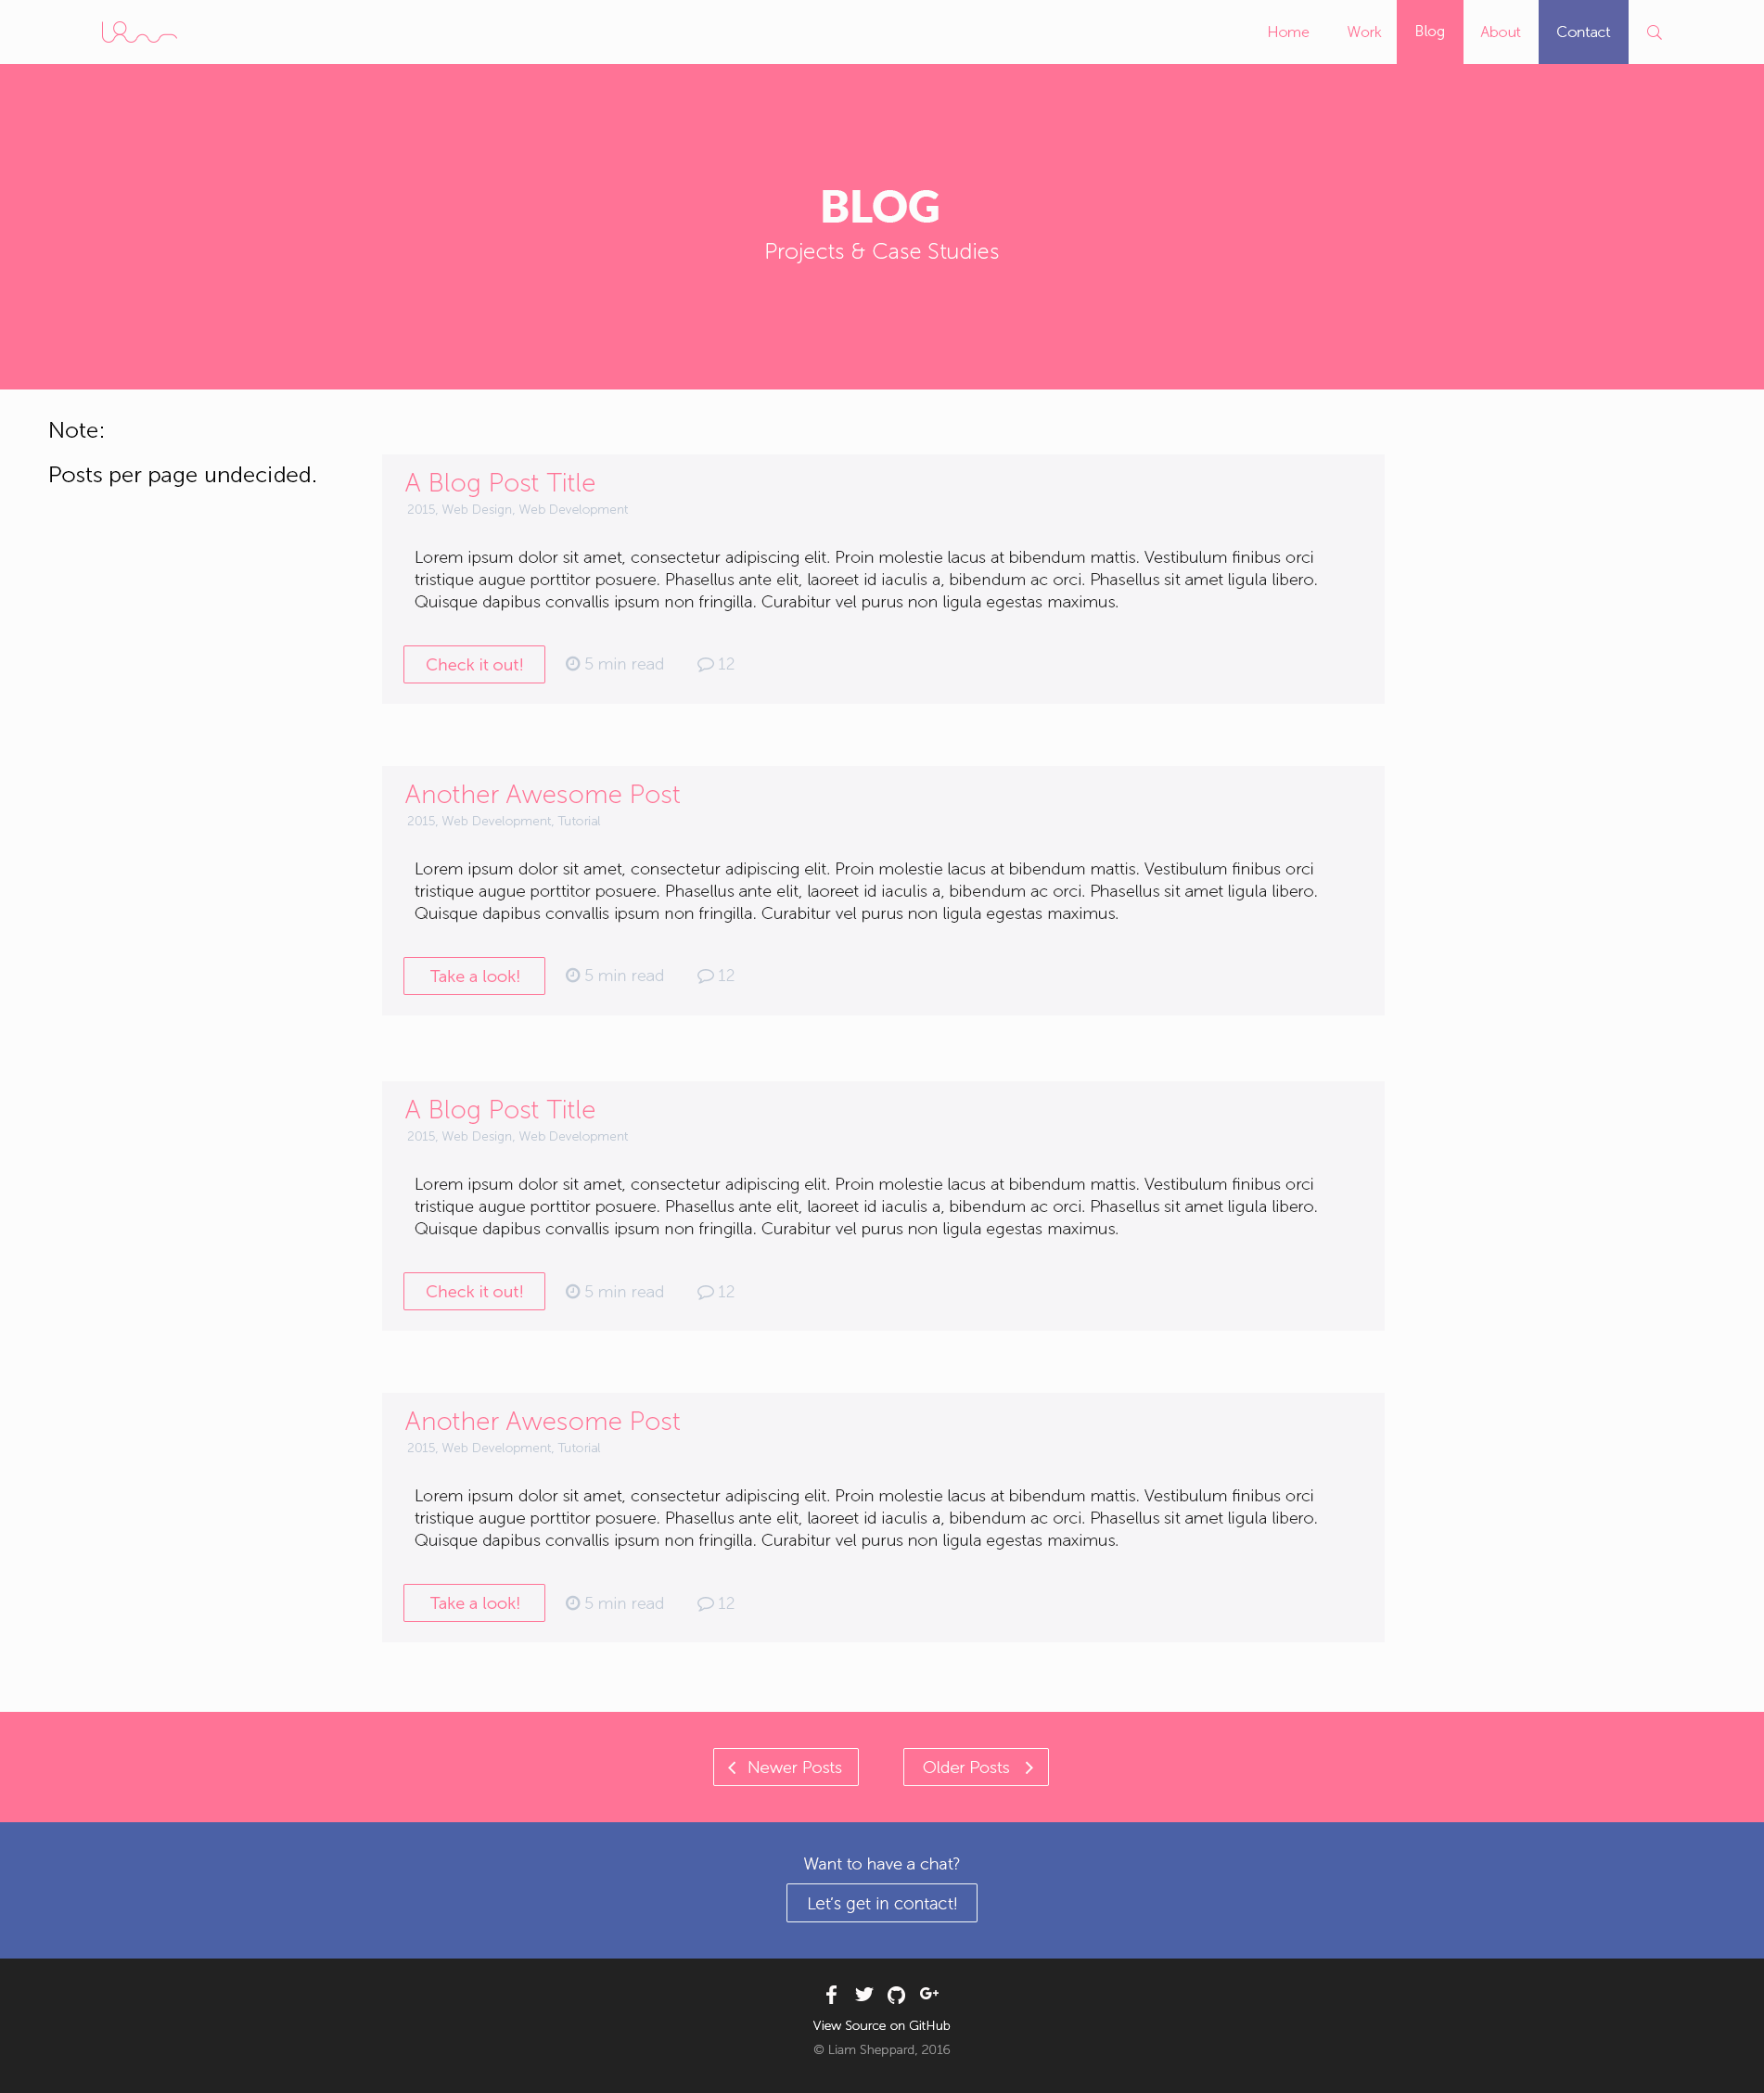 Home Work Blog About Contact
BLOG
Projects & Case Studies
Note:
Posts per page undecided.
A Blog Post Title
2015, Web Design, Web Development
Lorem ipsum dolor sit amet, consectetur adipiscing elit. Proin molestie lacus at bibendum mattis. Vestibulum finibus orci
tristique augue porttitor posuere. Phasellus ante elit, laoreet id iaculis a, bibendum ac orci. Phasellus sit amet ligula libero.
Quisque dapibus convallis ipsum non fringilla. Curabitur vel purus non ligula egestas maximus.
Check it out! 5 min read 12
Another Awesome Post
2015, Web Development, Tutorial
Lorem ipsum dolor sit amet, consectetur adipiscing elit. Proin molestie lacus at bibendum mattis. Vestibulum finibus orci
tristique augue porttitor posuere. Phasellus ante elit, laoreet id iaculis a, bibendum ac orci. Phasellus sit amet ligula libero.
Quisque dapibus convallis ipsum non fringilla. Curabitur vel purus non ligula egestas maximus.
Take a look! 5 min read 12
A Blog Post Title
2015, Web Design, Web Development
Lorem ipsum dolor sit amet, consectetur adipiscing elit. Proin molestie lacus at bibendum mattis. Vestibulum finibus orci
tristique augue porttitor posuere. Phasellus ante elit, laoreet id iaculis a, bibendum ac orci. Phasellus sit amet ligula libero.
Quisque dapibus convallis ipsum non fringilla. Curabitur vel purus non ligula egestas maximus.
Check it out! 5 min read 12
Another Awesome Post
2015, Web Development, Tutorial
Lorem ipsum dolor sit amet, consectetur adipiscing elit. Proin molestie lacus at bibendum mattis. Vestibulum finibus orci
tristique augue porttitor posuere. Phasellus ante elit, laoreet id iaculis a, bibendum ac orci. Phasellus sit amet ligula libero.
Quisque dapibus convallis ipsum non fringilla. Curabitur vel purus non ligula egestas maximus.
Take a look! 5 min read 12
Newer Posts Older Posts
Want to have a chat?
Let's get in contact!
View Source on GitHub
© Liam Sheppard, 2016